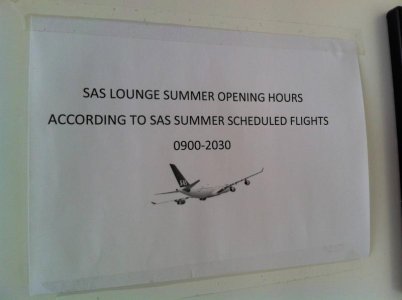 SAS LOUNGE SUMMER OPENING HOURS
ACCORDING TO SAS SUMMER SCHEDULED FLIGHTS
0900-2030